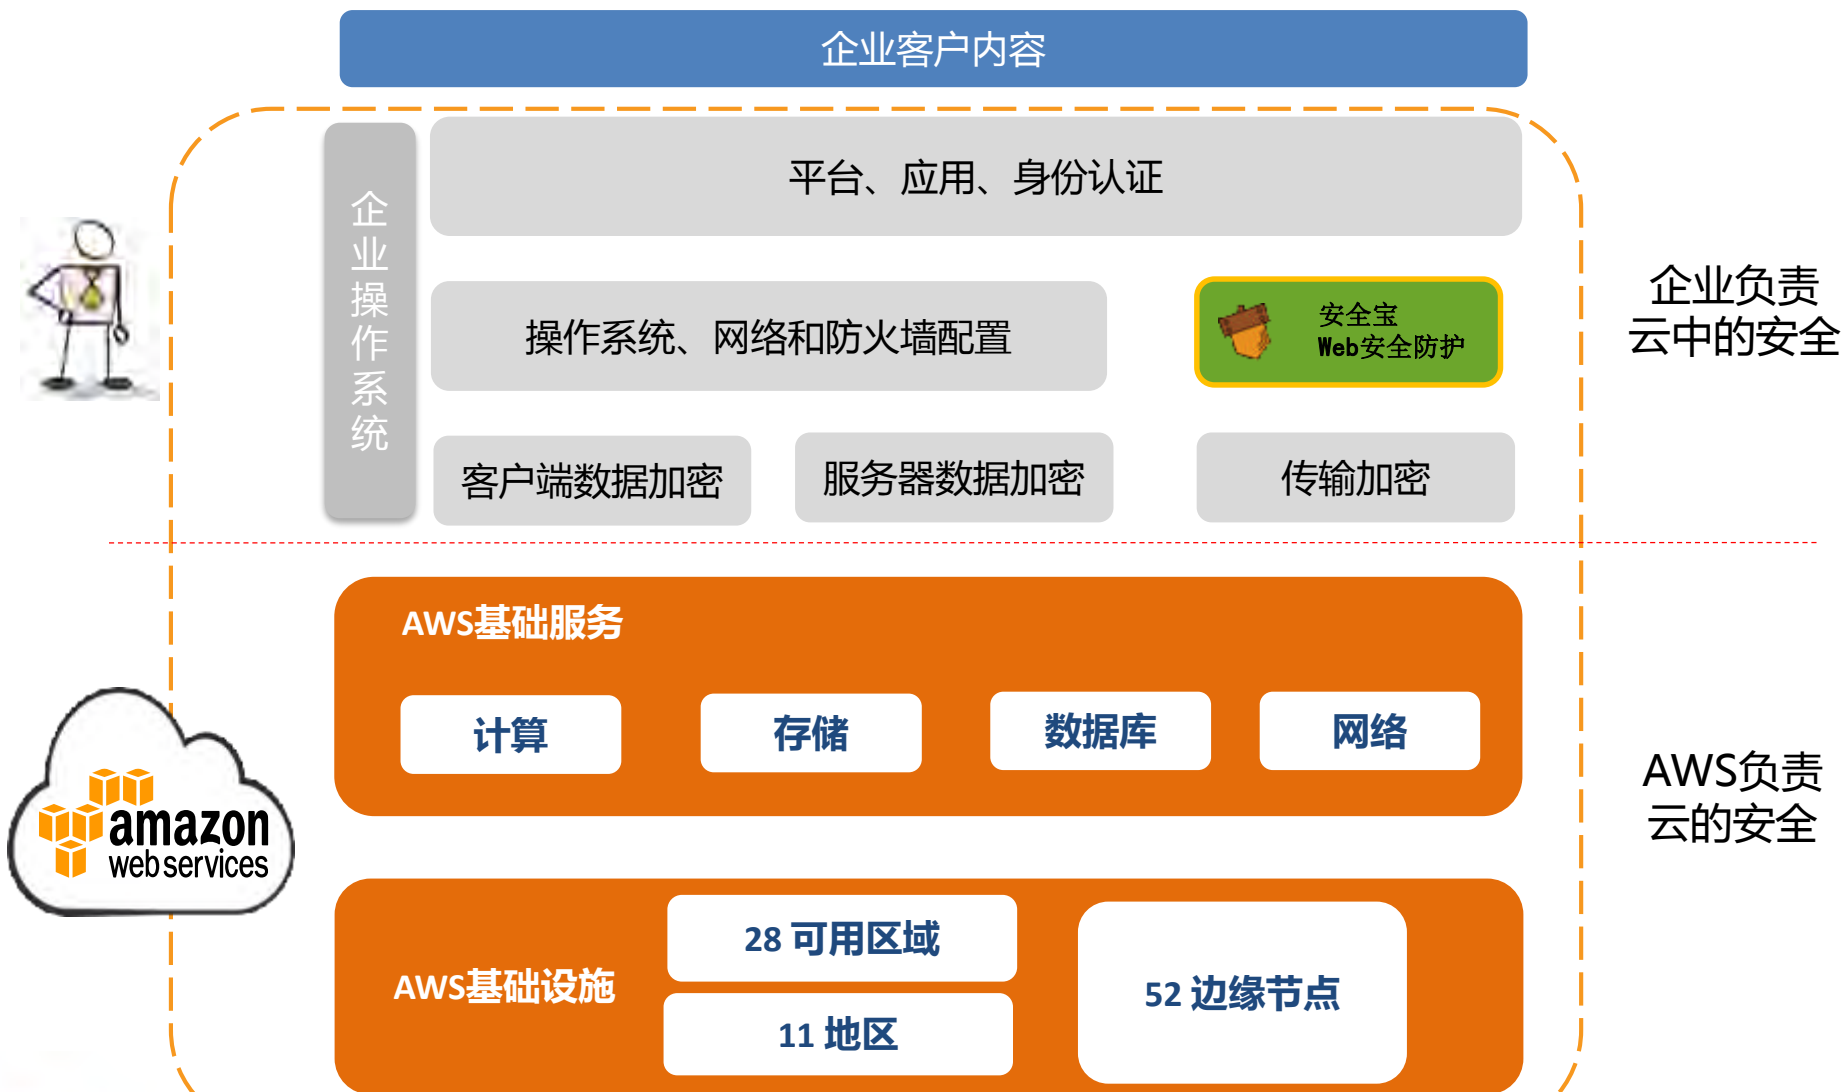 企业客户内容
企业操作系统
平台、应用、身份认证
操作系统、网络和防火墙配置
安全宝
Web安全防护
客户端数据加密
服务器数据加密
传输加密
企业负责
云中的安全
AWS基础服务
计算
存储
数据库
网络
amazon
web services
AWS负责
云的安全
AWS基础设施
28 可用区域
11 地区
52 边缘节点